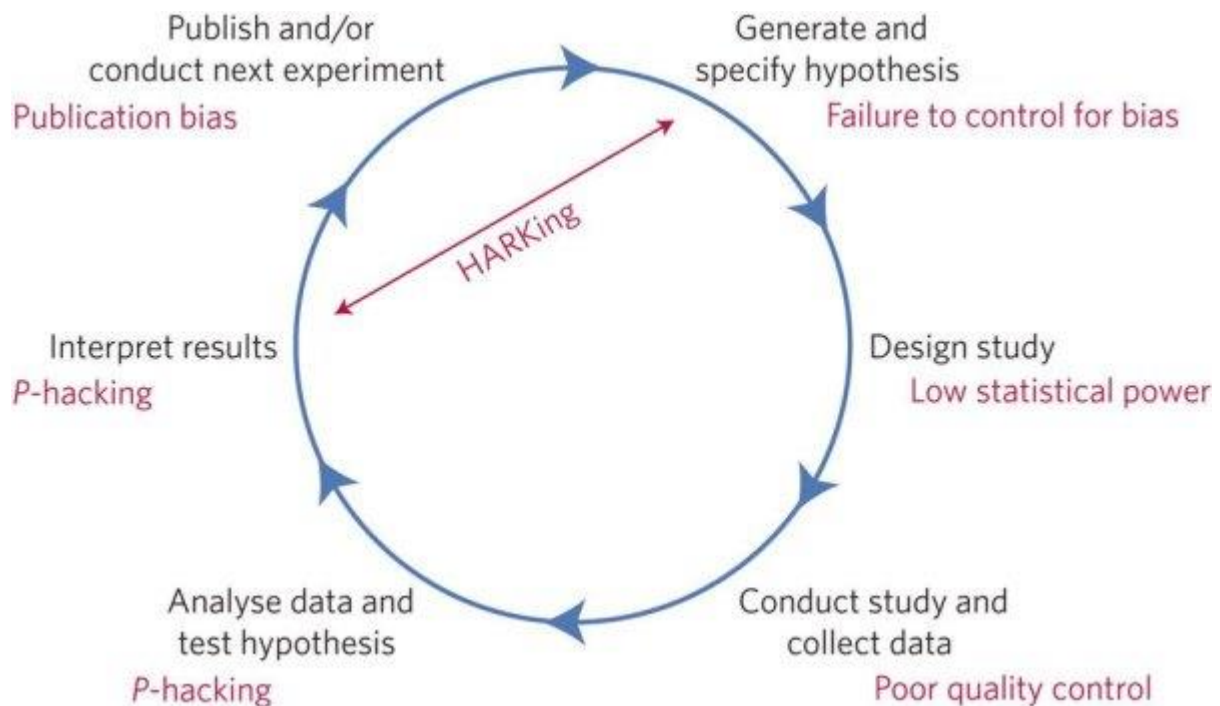 Publish and/or
conduct next experiment
Publication bias
Generate and
specify hypothesis
Failure to control for bias
HARKing
Interpret results
P-hacking
Design study
Low statistical power
Analyse data and
test hypothesis
P-hacking
Conduct study and
collect data
Poor quality control